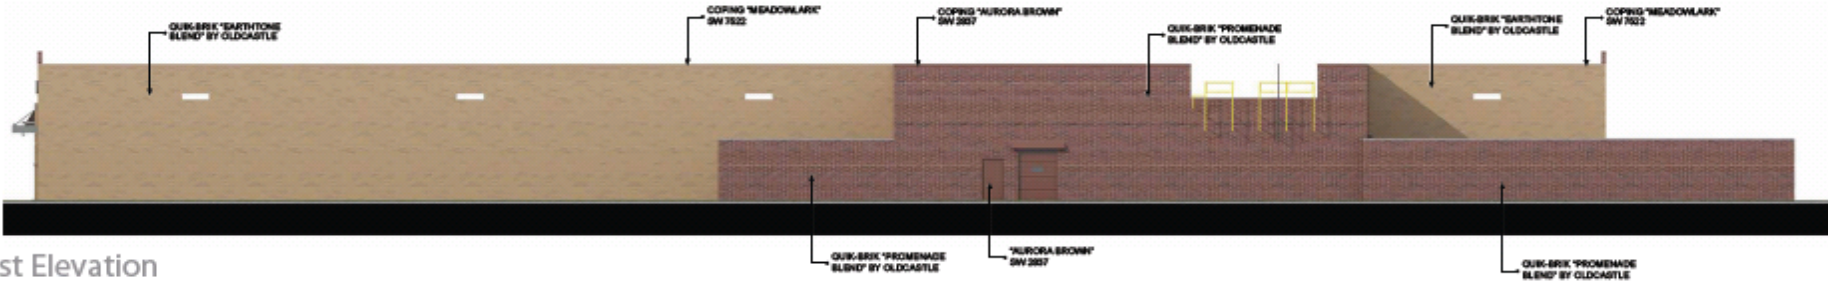 COPING "MEADOWLARK"
SW 7522
COPING "AURORA BROWN"
SW 2837
COPING "MEADOWLARK"
SW 7522
QUIK-BRIK "EARTHTONE
BLEND" BY OLDCASTLE
QUIK-BRIK "PROMENADE
BLEND" BY OLDCASTLE
QUIK-BRIK "EARTHTONE
BLEND" BY OLDCASTLE
QUIK-BRIK "PROMENADE
BLEND" BY OLDCASTLE
"AURORA BROWN"
SW 2837
QUIK-BRIK "PROMENADE
BLEND" BY OLDCASTLE
st Elevation